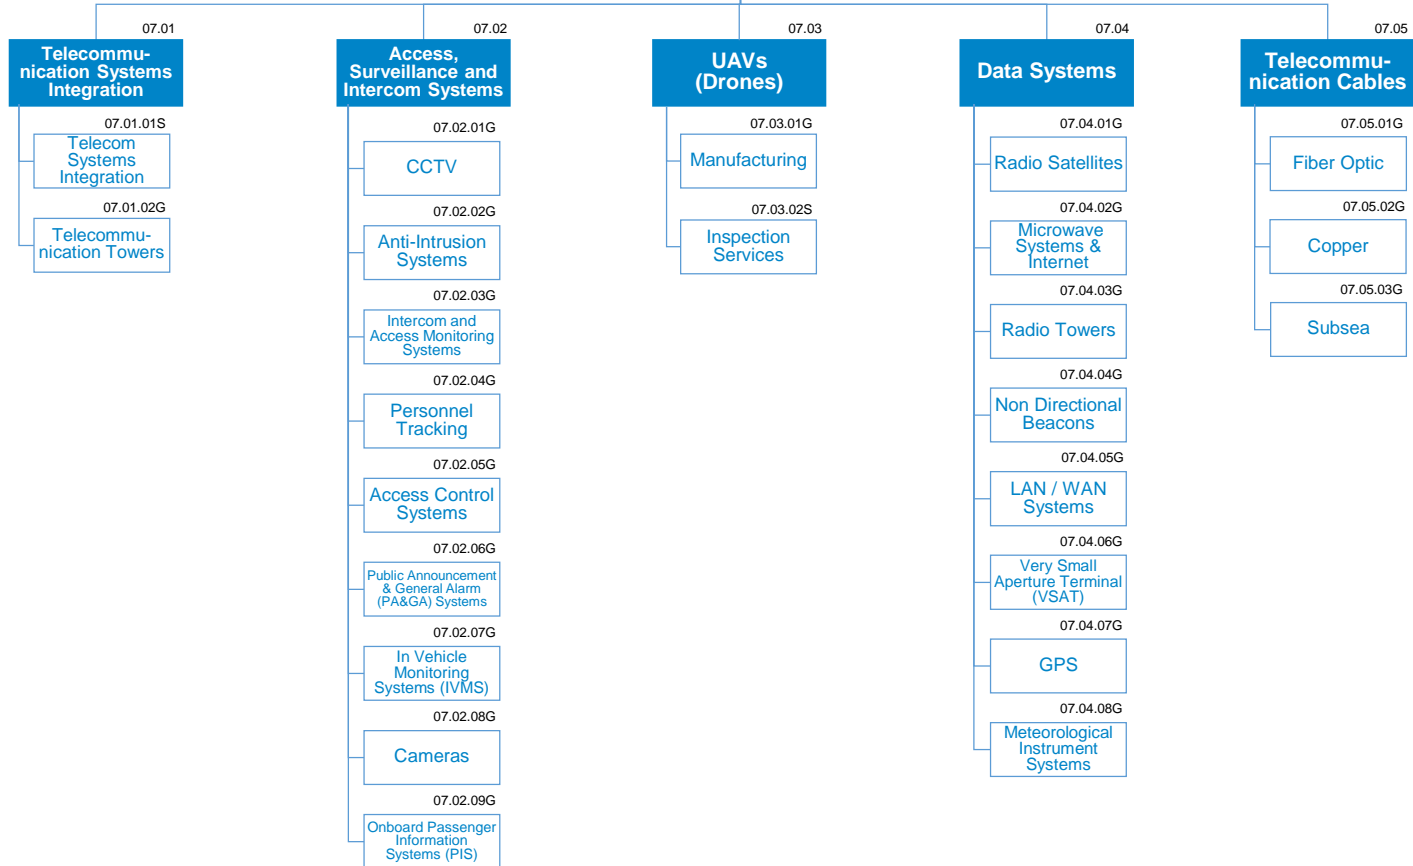 07.01
Telecommu-
nication Systems
Integration
07.01.01S
Telecom
Systems
Integration
07.01.02G
Telecommu-
nication Towers
07.02
Access,
Surveillance and
Intercom Systems
07.02.01G
CCTV
07.02.02G
Anti-Intrusion
Systems
07.02.03G
Intercom and
Access Monitoring
Systems
07.02.04G
Personnel
Tracking
07.02.05G
Access Control
Systems
07.02.06G
Public Announcement
& General Alarm
(PA&GA) Systems
07.02.07G
In Vehicle
Monitoring
Systems (IVMS)
07.02.08G
Cameras
07.02.09G
Onboard Passenger
Information
Systems (PIS)
07.03
UAVs
(Drones)
07.03.01G
Manufacturing
07.03.02S
Inspection
Services
07.04
Data Systems
07.04.01G
Radio Satellites
07.04.02G
Microwave
Systems &
Internet
07.04.03G
Radio Towers
07.04.04G
Non Directional
Beacons
07.04.05G
LAN / WAN
Systems
07.04.06G
Very Small
Aperture Terminal
(VSAT)
07.04.07G
GPS
07.04.08G
Meteorological
Instrument
Systems
07.05
Telecommu-
nication Cables
07.05.01G
Fiber Optic
07.05.02G
Copper
07.05.03G
Subsea